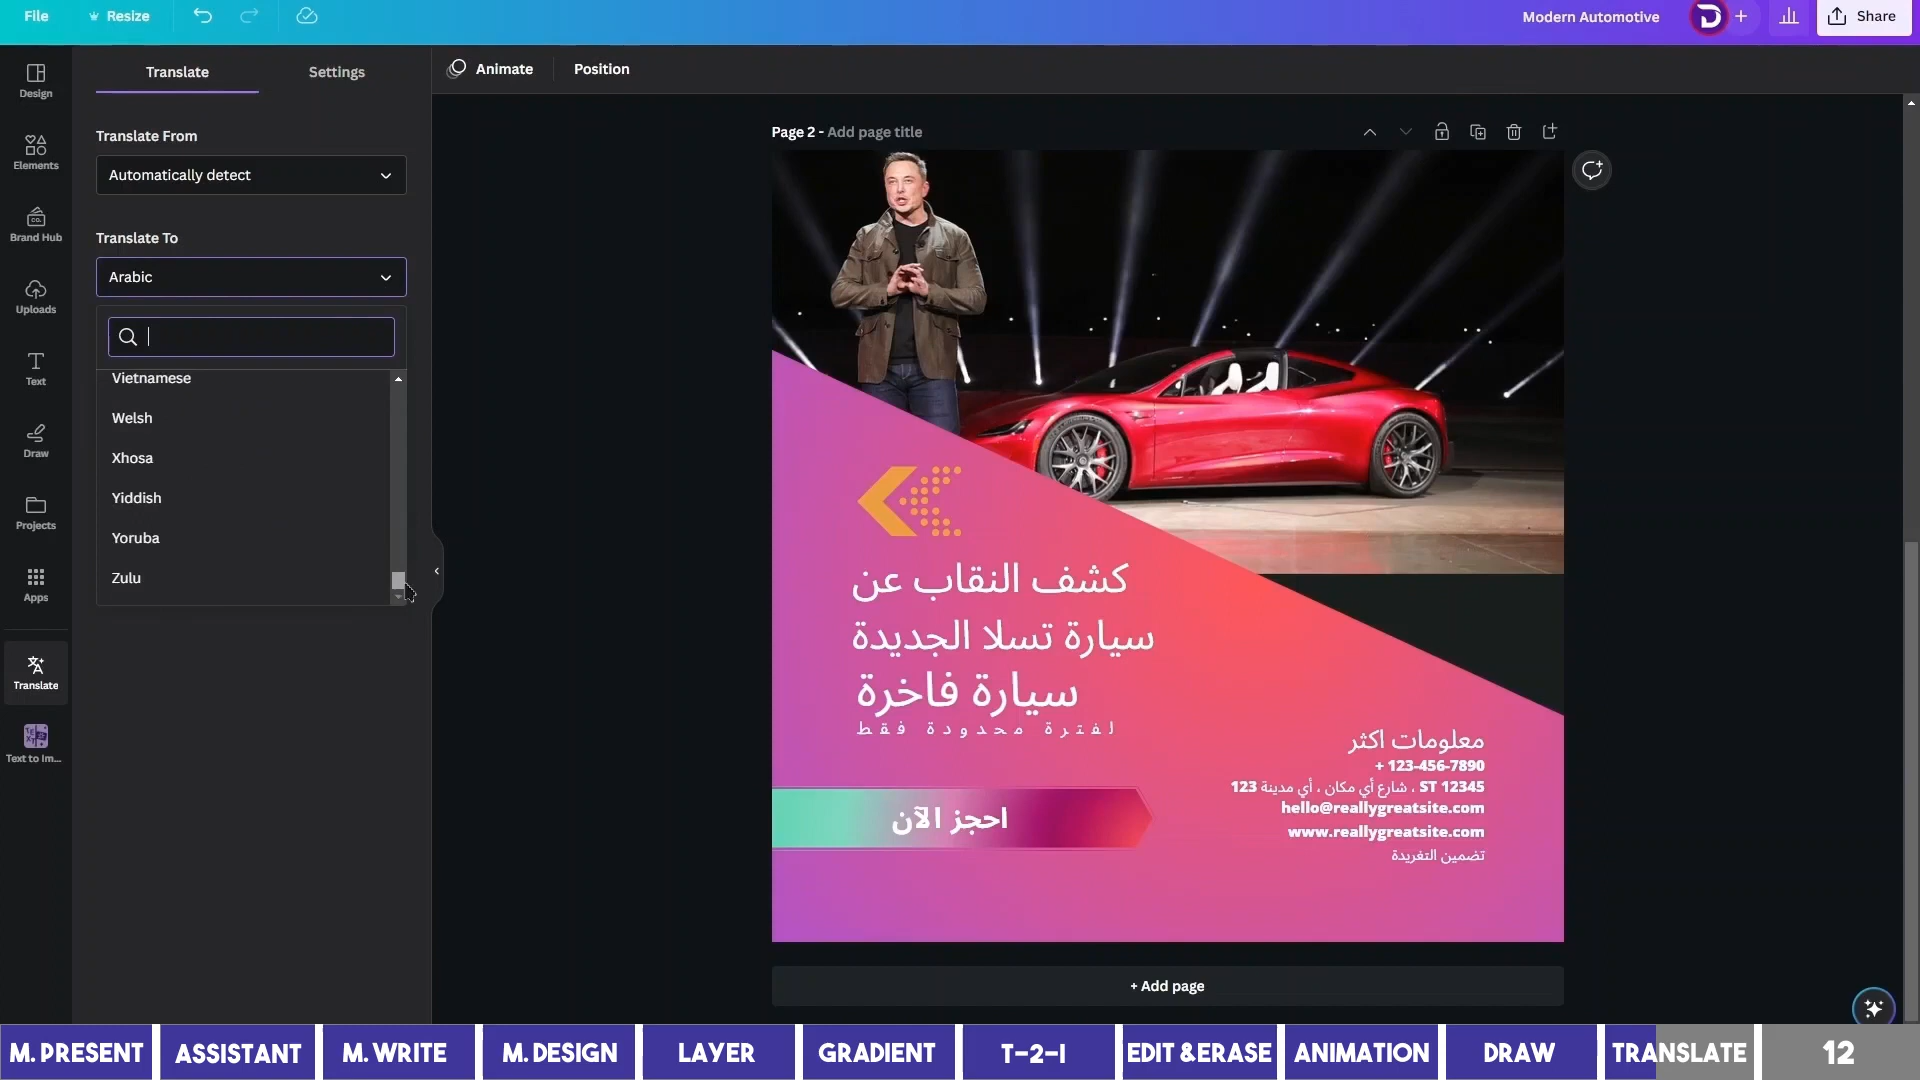 File
Resize
Modern Automotive
+
Share
Design
Elements
Brand Hub
Uploads
Text
Draw
Projects
Apps
Translate
Text to Im...
Translate
Settings
Translate From
Automatically detect
Translate To
Arabic
Vietnamese
Welsh
Xhosa
Yiddish
Yoruba
Zulu
Animate
Position
Page 2 - Add page title
كشف النقاب عن
سيارة تسلا الجديدة
سيارة فاخرة
لفترة محدودة فقط
احجز الآن
معلومات اكثر
+ 123-456-7890
123 شارع أي مكان ، أي مدينة ، ST 12345
hello@reallygreatsite.com
www.reallygreatsite.com
تضمين التغريدة
+ Add page
M. PRESENT
ASSISTANT
M. WRITE
M. DESIGN
LAYER
GRADIENT
T-2-I
EDIT & ERASE
ANIMATION
DRAW
TRANSLATE
12